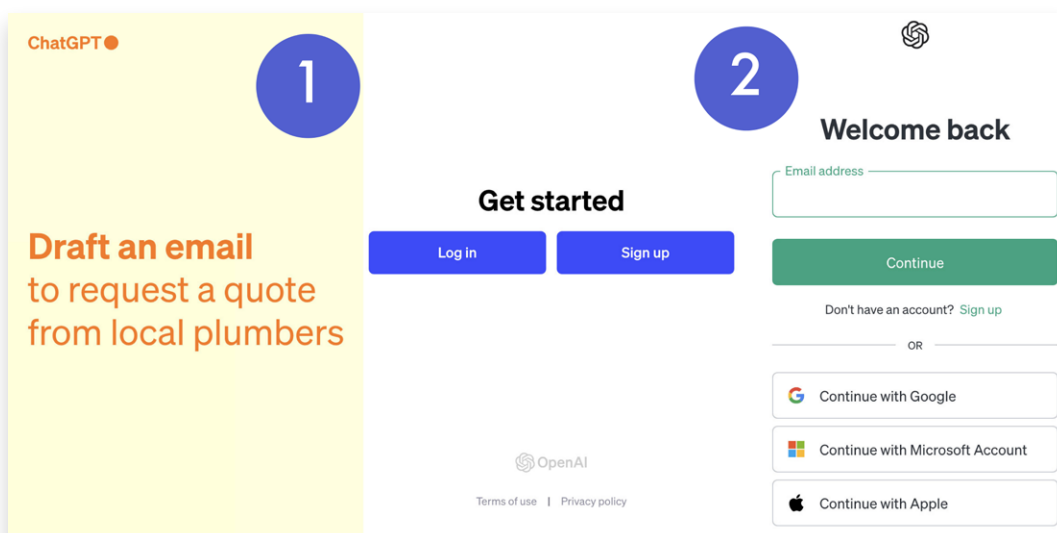 ChatGPT
1
Draft an email
to request a quote
from local plumbers
Get started
Log in
Sign up
OpenAI
Terms of use | Privacy policy
2
Welcome back
Email address
Continue
Don't have an account? Sign up
OR
Continue with Google
Continue with Microsoft Account
Continue with Apple